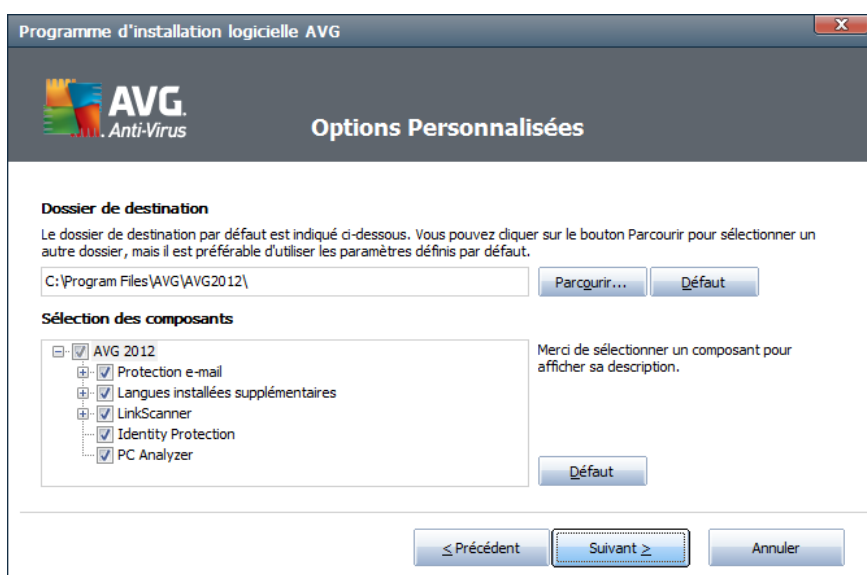 Programme d'installation logicielle AVG
X
AVG.
Anti-Virus
Options Personnalisées
Dossier de destination
Le dossier de destination par défaut est indiqué ci-dessous. Vous pouvez cliquer sur le bouton Parcourir pour sélectionner un
autre dossier, mais il est préférable d'utiliser les paramètres définis par défaut.
C:\Program Files\AVG\AVG2012\
Parcourir...
Défaut
Sélection des composants
AVG 2012
Protection e-mail
Langues installées supplémentaires
LinkScanner
Identity Protection
PC Analyzer
Merci de sélectionner un composant pour
afficher sa description.
Défaut
< Précédent
Suivant >
Annuler